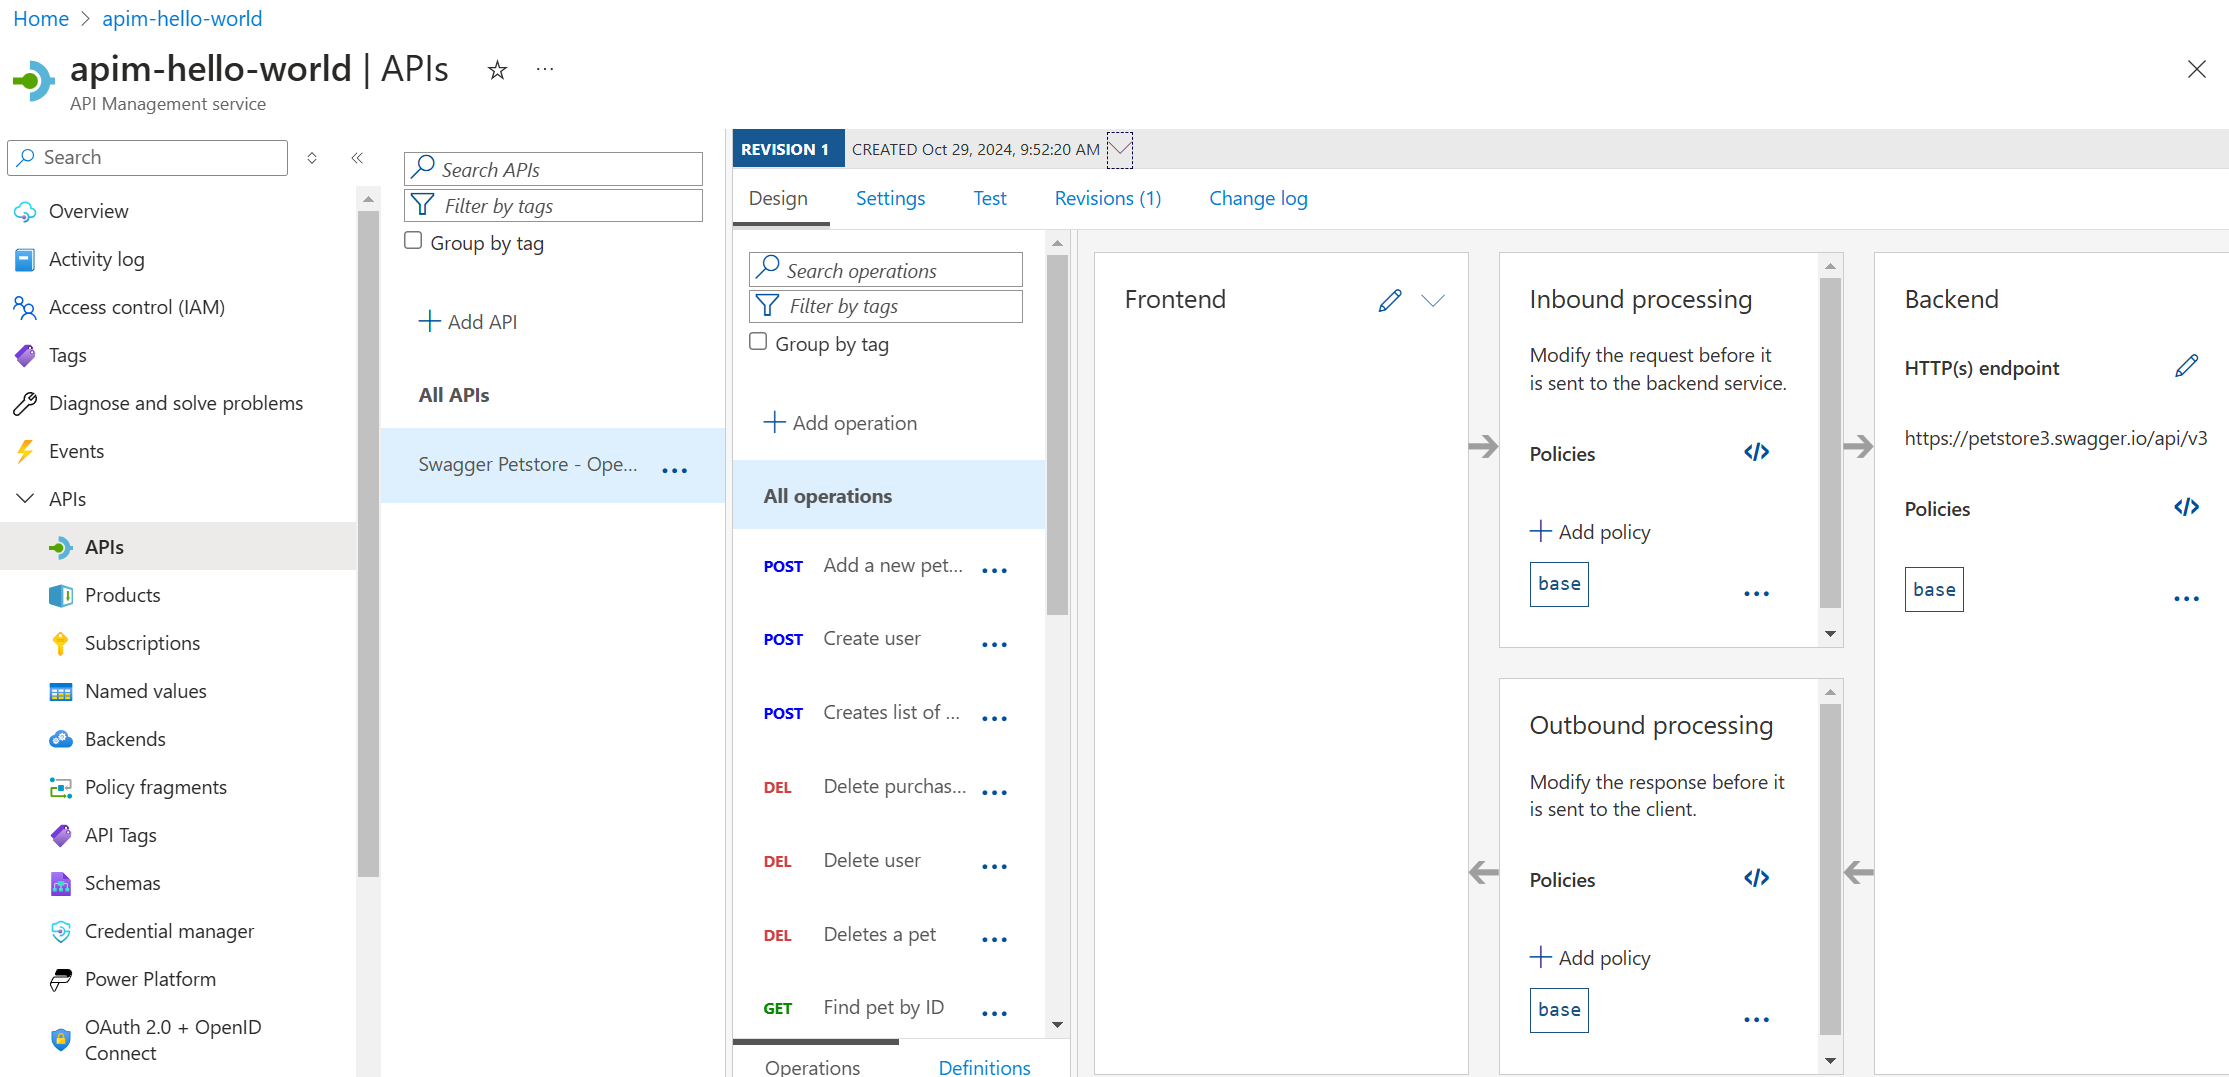 Home > apim-hello-world
apim-hello-world | APIs
API Management service
Search
Overview
Activity log
Access control (IAM)
Tags
Diagnose and solve problems
Events
APIs
APIs
Products
Subscriptions
Named values
Backends
Policy fragments
API Tags
Schemas
Credential manager
Power Platform
OAuth 2.0 + OpenID
Connect
Search APIs
Filter by tags
Group by tag
Add API
All APIs
Swagger Petstore - Ope...
REVISION 1 CREATED Oct 29, 2024, 9:52:20 AM
Design Settings Test Revisions (1) Change log
Search operations
Filter by tags
Group by tag
Add operation
All operations
POST Add a new pet...
POST Create user
POST Creates list of ...
DEL Delete purchas...
DEL Delete user
DEL Deletes a pet
GET Find pet by ID
Operations Definitions
Frontend
Inbound processing
Modify the request before it
is sent to the backend service.
Policies
Add policy
base
Outbound processing
Modify the response before it
is sent to the client.
Policies
Add policy
base
Backend
HTTP(s) endpoint
https://petstore3.swagger.io/api/v3
Policies
base